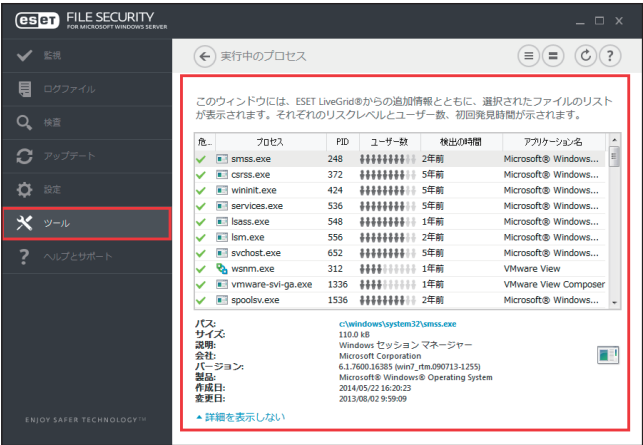 eset FILE SECURITY
FOR MICROSOFT WINDOWS SERVER
監視
ログファイル
検査
アップデート
設定
ツール
ヘルプとサポート
ENJOY SAFER TECHNOLOGY™
実行中のプロセス
このウィンドウには、ESET LiveGrid®からの追加情報とともに、選択されたファイルのリスト
が表示されます。それぞれのリスクレベルとユーザー数、初回発見時間が示されます。
危... プロセス PID ユーザー数 検出の時間 アプリケーション名
smss.exe 248 2年前 Microsoft® Windows...
csrss.exe 372 5年前 Microsoft® Windows...
wininit.exe 424 5年前 Microsoft® Windows...
services.exe 536 5年前 Microsoft® Windows...
lsass.exe 548 1年前 Microsoft® Windows...
lsm.exe 556 2年前 Microsoft® Windows...
svchost.exe 652 5年前 Microsoft® Windows...
wsnm.exe 312 1年前 VMware View
vmware-svi-ga.exe 1336 1年前 VMware View Composer
spoolsv.exe 1536 2年前 Microsoft® Windows...
パス: c:\windows\system32\smss.exe
サイズ: 110.0 kB
説明: Windows セッション マネージャー
会社: Microsoft Corporation
バージョン: 6.1.7600.16385 (win7_rtm.090713-1255)
製品: Microsoft® Windows® Operating System
作成日: 2014/05/22 16:20:23
変更日: 2013/08/02 9:59:09
詳細を表示しない